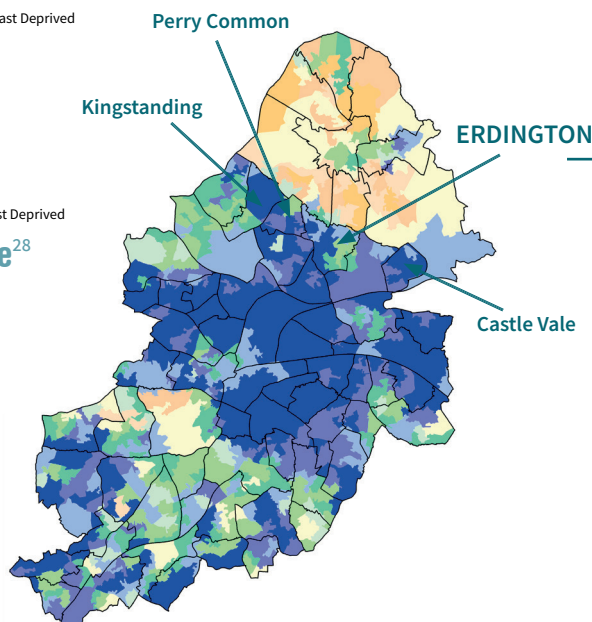 ast Deprived
Perry Common
Kingstanding
ERDINGTON
st Deprived
e28
Castle Vale